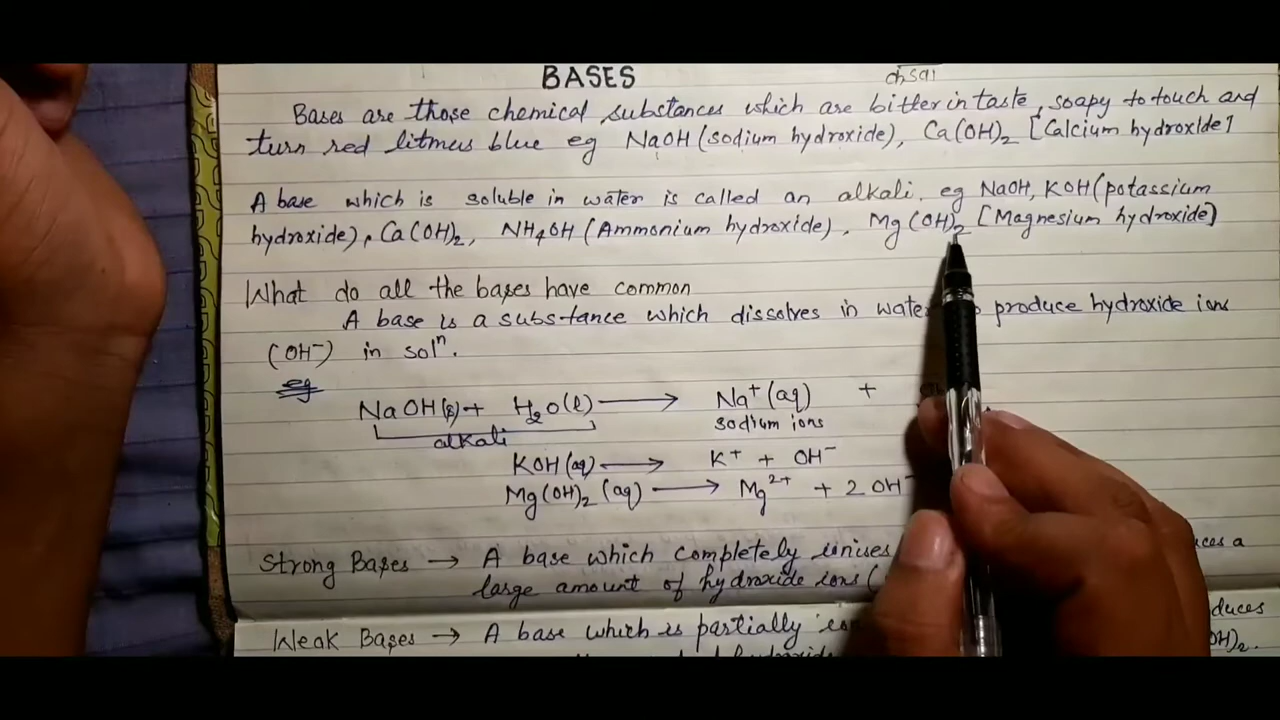 BASES
Bases are those chemical substances which are bitter in taste, soapy to touch and
turn red litmus blue eg NaOH (sodium hydroxide), Ca(OH)₂ [Calcium hydroxide]
A base which is soluble in water is called an alkali. eg NaOH, KOH (potassium
hydroxide), Ca(OH)₂, NH₄OH (Ammonium hydroxide), Mg(OH)₂ [Magnesium hydroxide]
What do all the bases have common
A base is a substance which dissolves in water produce hydroxide ions
(OH⁻) in solⁿ.
eg
NaOH(s) + H₂O(l) ⟶ Na⁺(aq) +
alkali sodium ions
KOH(aq) ⟶ K⁺ + OH⁻
Mg(OH)₂ (aq) ⟶ Mg²⁺ + 2 OH⁻
Strong Bases → A base which completely ionises
large amount of hydroxide ions (
Weak Bases → A base which is partially